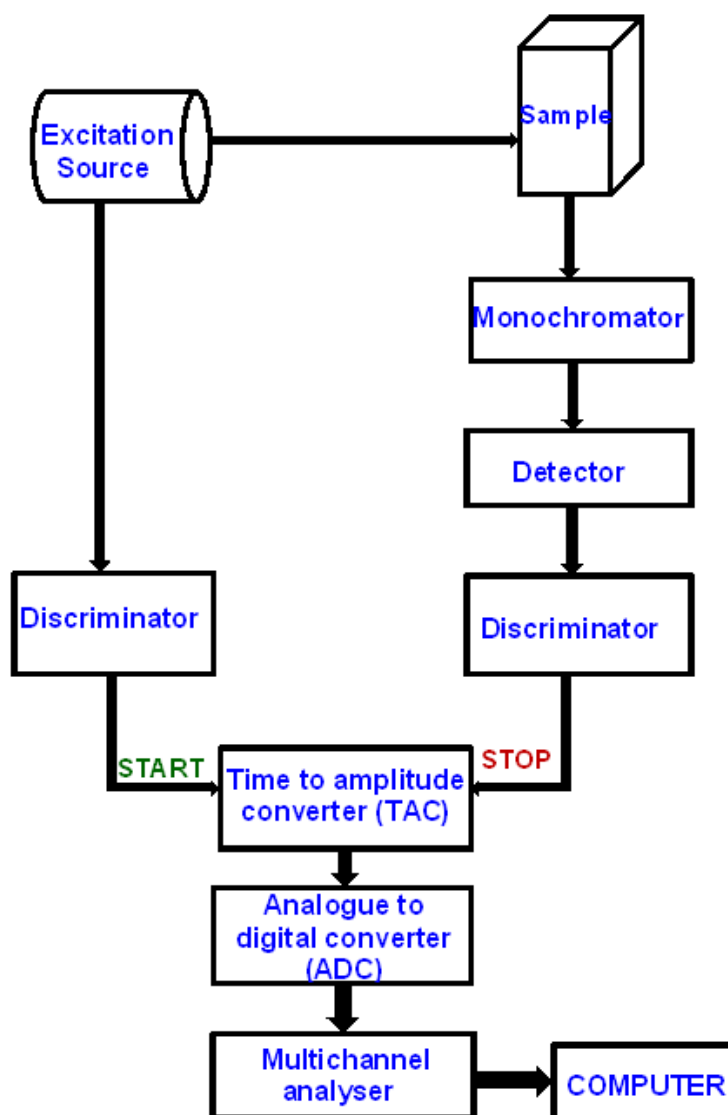 Excitation
Source
Sample
Monochromator
Detector
Discriminator
Discriminator
START
STOP
Time to amplitude
converter (TAC)
Analogue to
digital converter
(ADC)
Multichannel
analyser
COMPUTER